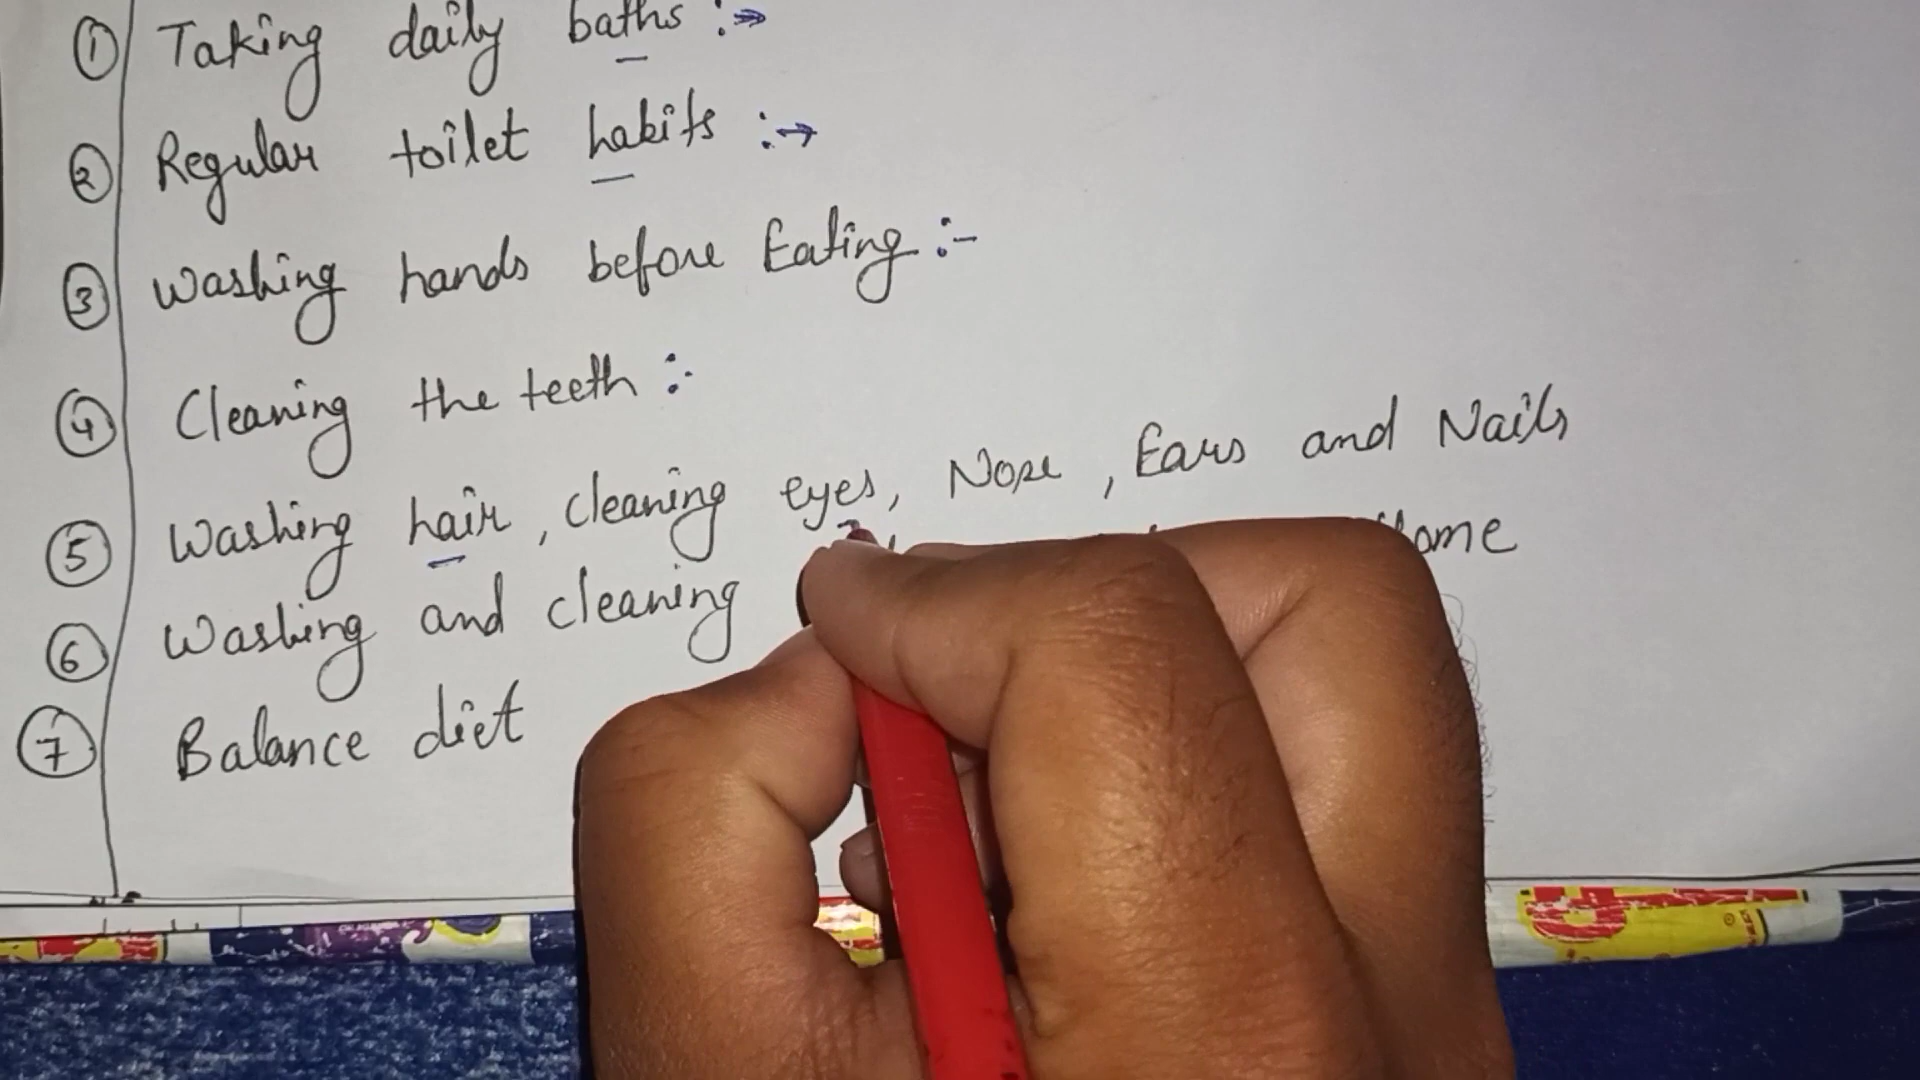 1 Taking daily baths :→
2 Regular toilet habits :→
3 Washing hands before Eating :-
4 Cleaning the teeth :-
5 Washing hair, cleaning eyes, Nose, Ears and Nails
6 Washing and cleaning
7 Balance diet